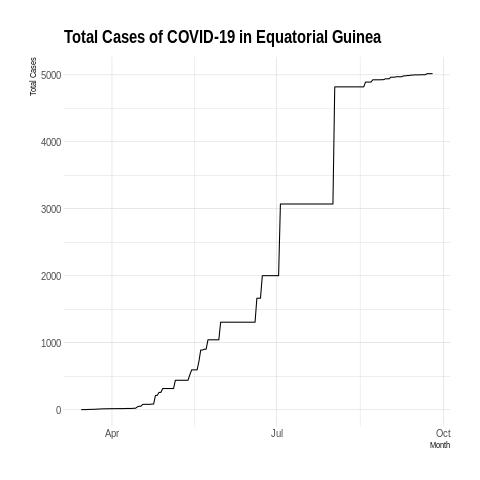 Total Cases of COVID-19 in Equatorial Guinea
Total Cases
5000
4000
3000
2000
1000
0
Apr
Jul
Oct
Month